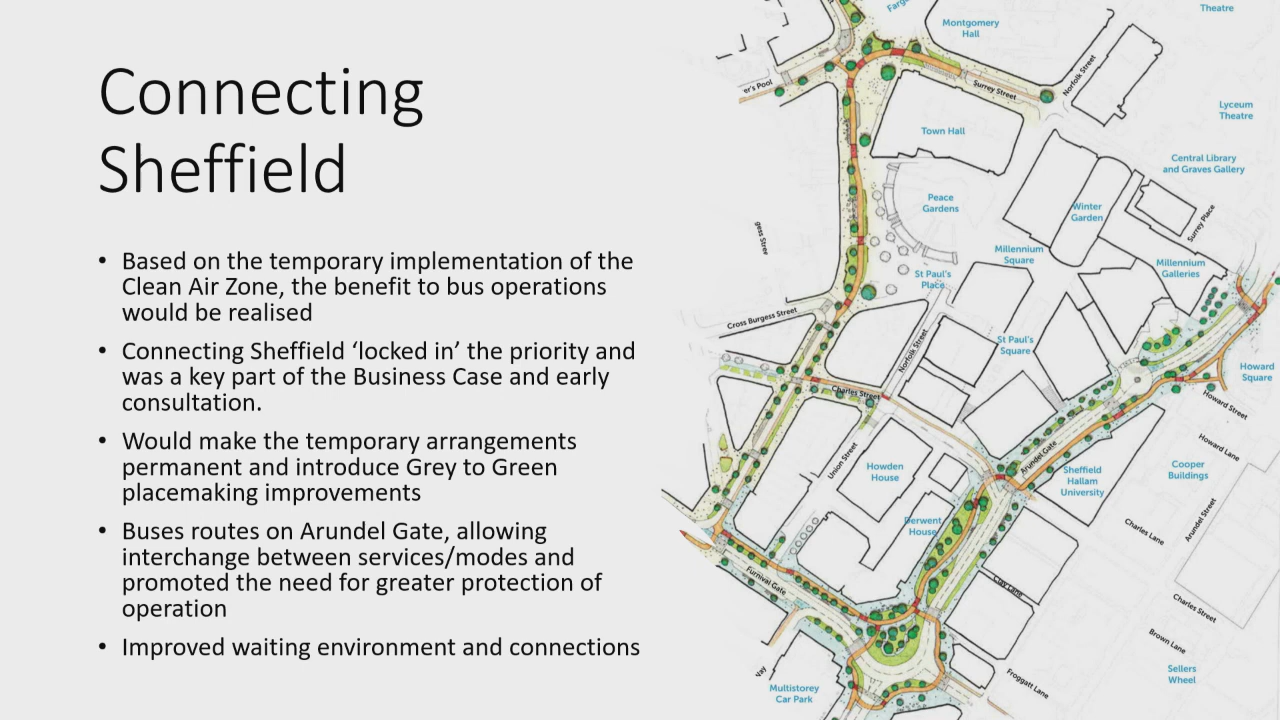 Connecting
Sheffield
• Based on the temporary implementation of the
Clean Air Zone, the benefit to bus operations
would be realised
• Connecting Sheffield ‘locked in’ the priority and
was a key part of the Business Case and early
consultation.
• Would make the temporary arrangements
permanent and introduce Grey to Green
placemaking improvements
• Buses routes on Arundel Gate, allowing
interchange between services/modes and
promoted the need for greater protection of
operation
• Improved waiting environment and connections
Theatre
Montgomery
Hall
er's Pool
Surrey Street
Norfolk Street
Lyceum
Theatre
Town Hall
Central Library
and Graves Gallery
Peace
Gardens
Winter
Garden
Surrey Place
gess Stree
Millennium
Square
Millennium
Galleries
St Paul's
Place
Cross Burgess Street
Norfolk Street
St Paul's
Square
Howard
Square
Charles Street
Howard Street
Union Street
Arundel Gate
Howard Lane
Howden
House
Sheffield
Hallam
University
Cooper
Buildings
Derwent
House
Charles Lane
Arundel Street
Furnival Gate
Clay Lane
Charles Street
Brown Lane
Multistorey
Car Park
Froggatt Lane
Sellers
Wheel